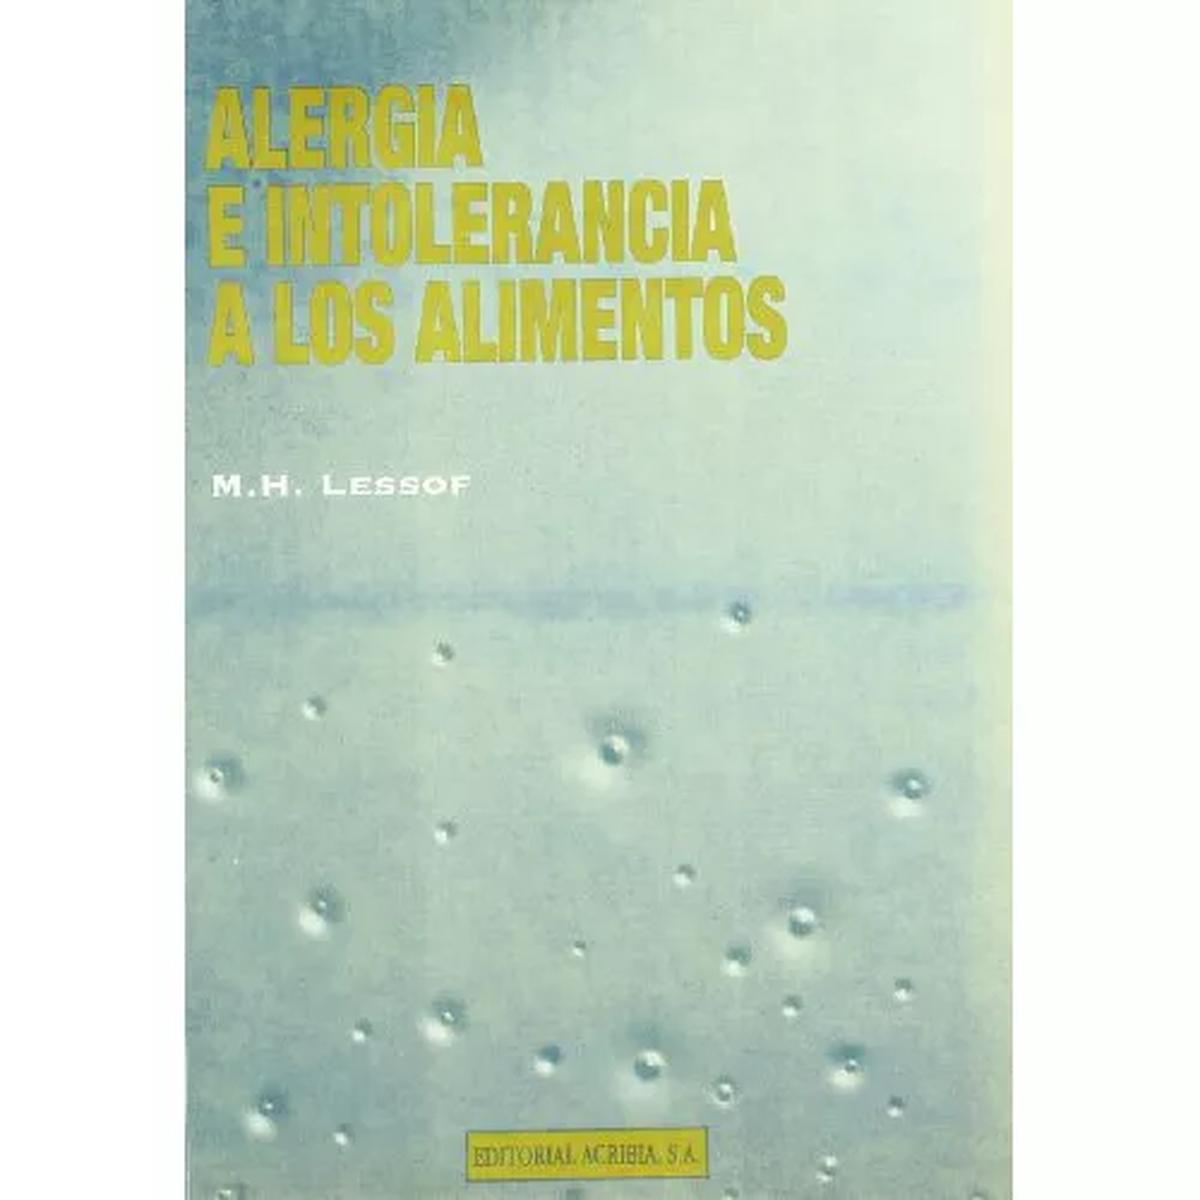 ALERGIA
E INTOLERANCIA
A LOS ALIMENTOS
M.H. LESSOF
EDITORIAL ACRIBIA, S.A.